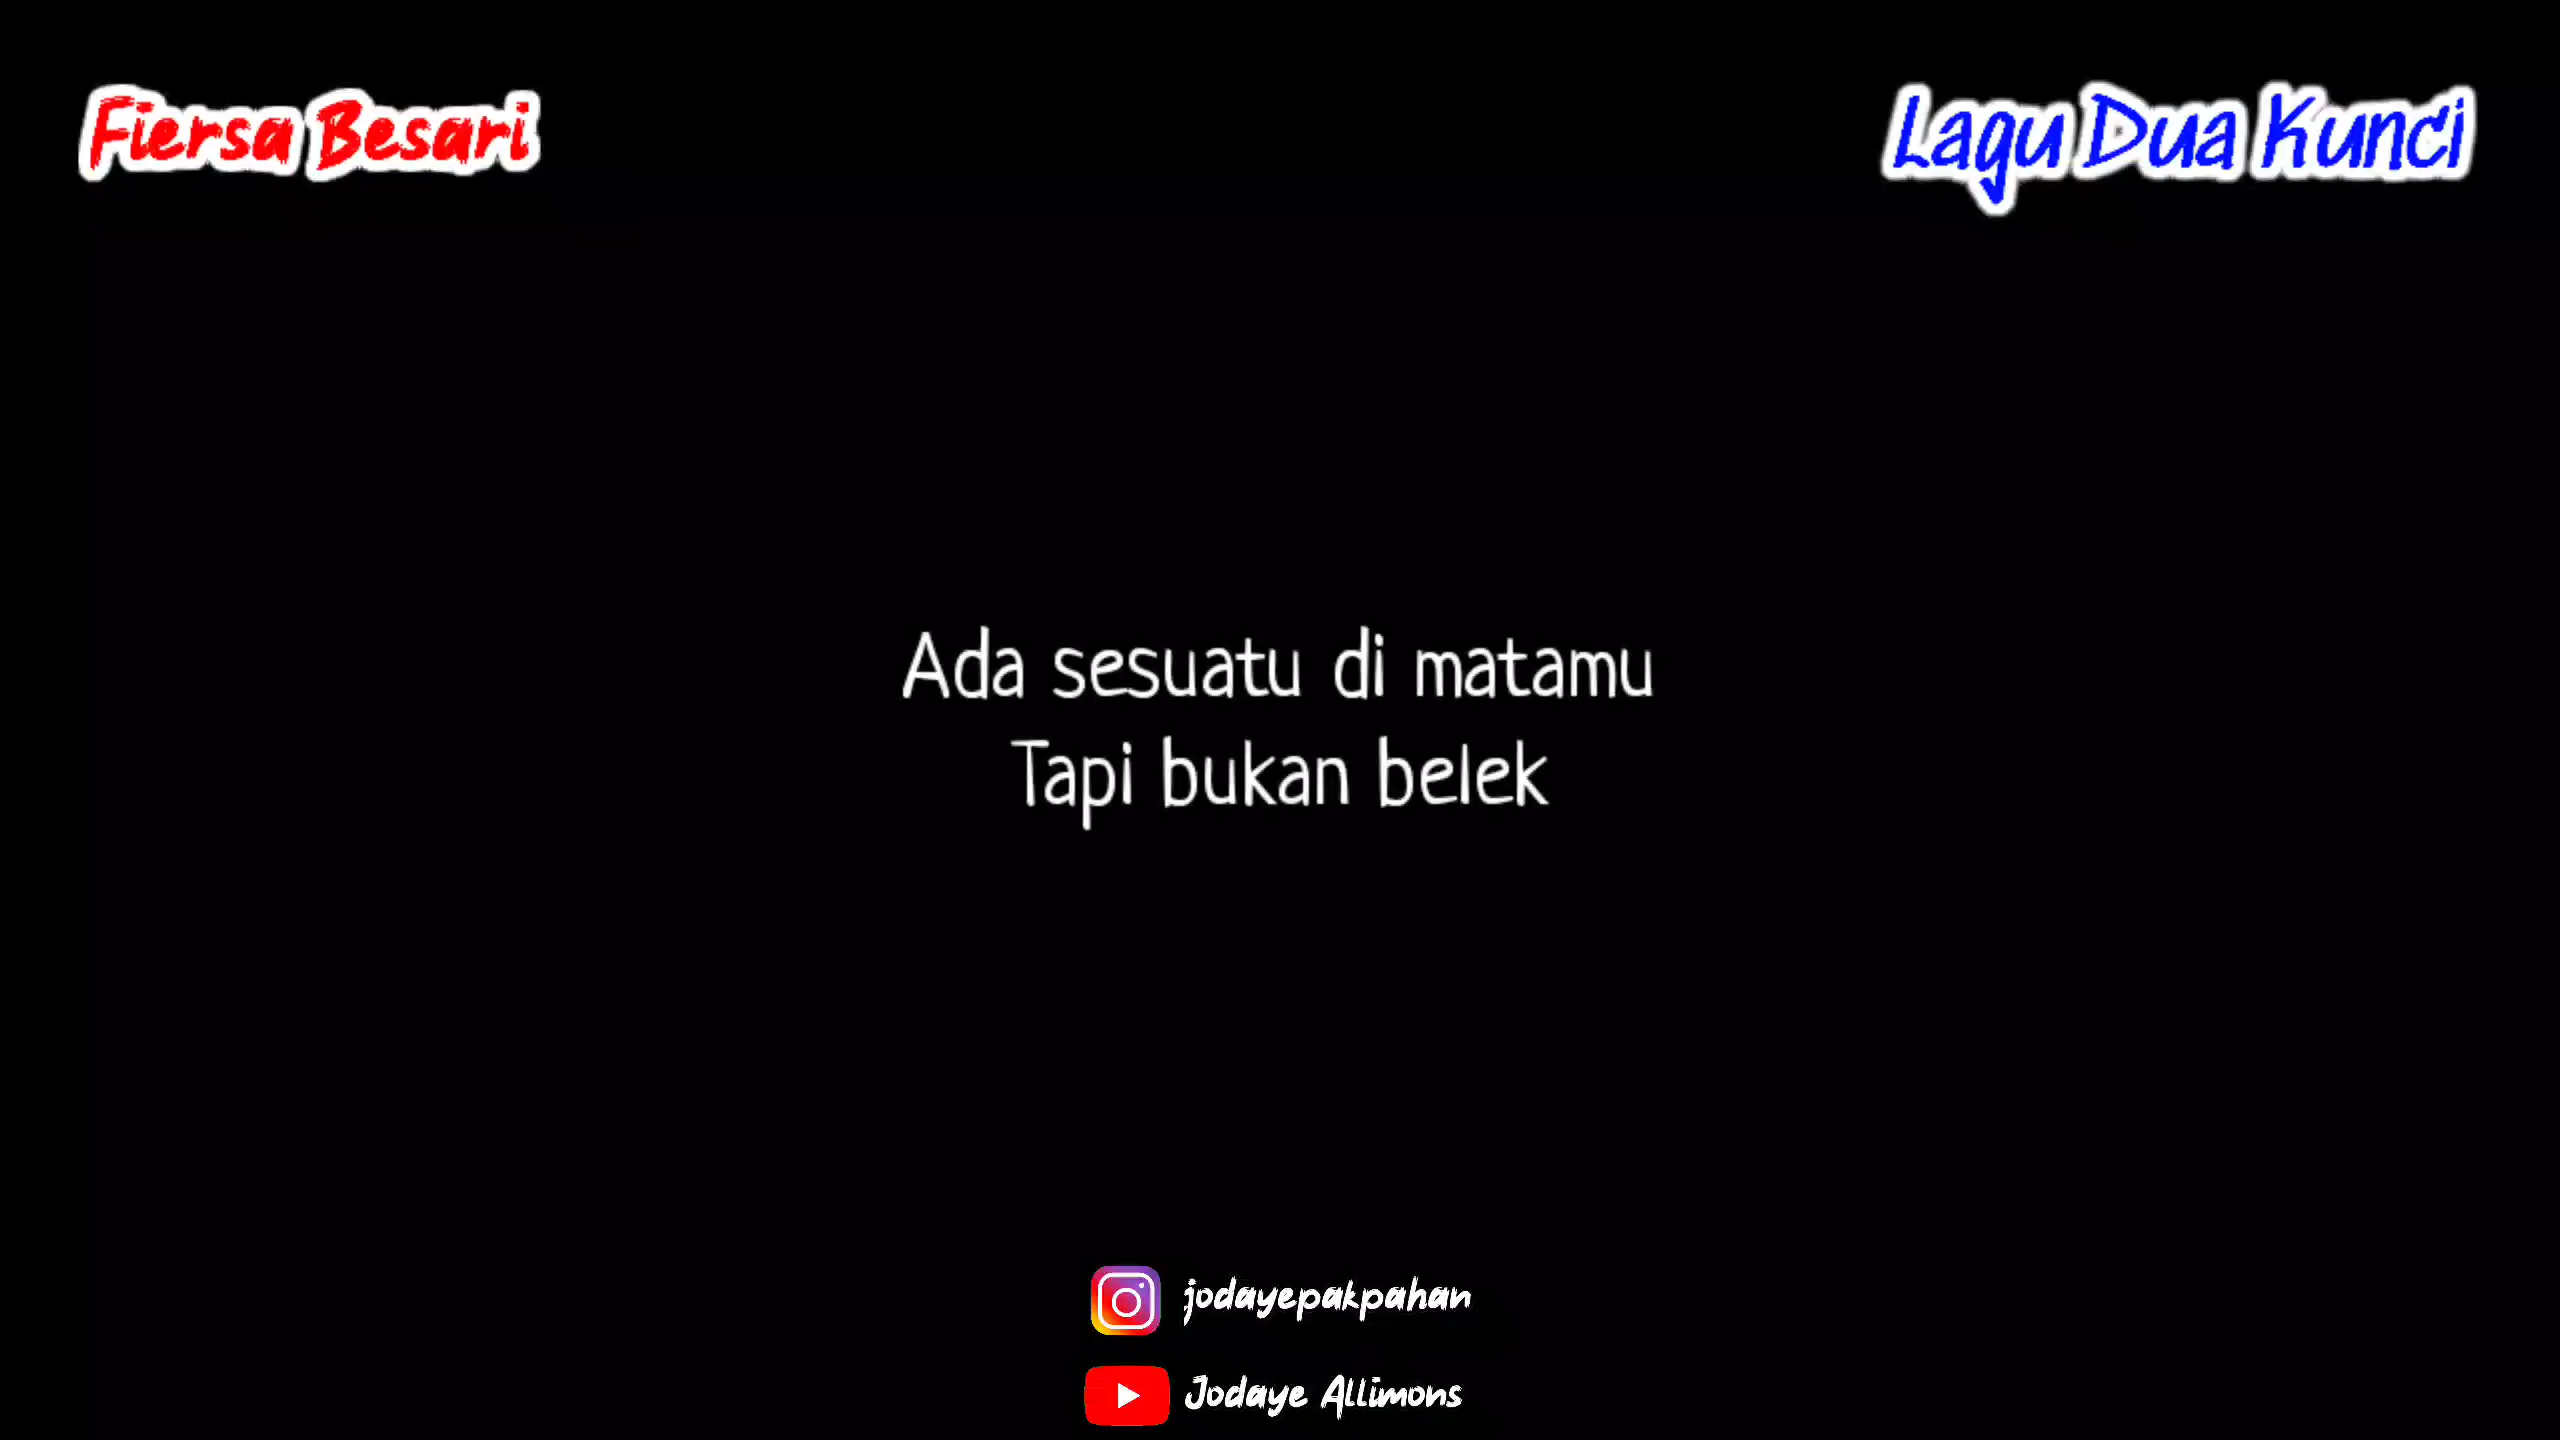 Fiersa Besari
Lagu Dua Kunci
Ada sesuatu di matamu
Tapi bukan belek
jodayepakpahan
Jodaye Allimons